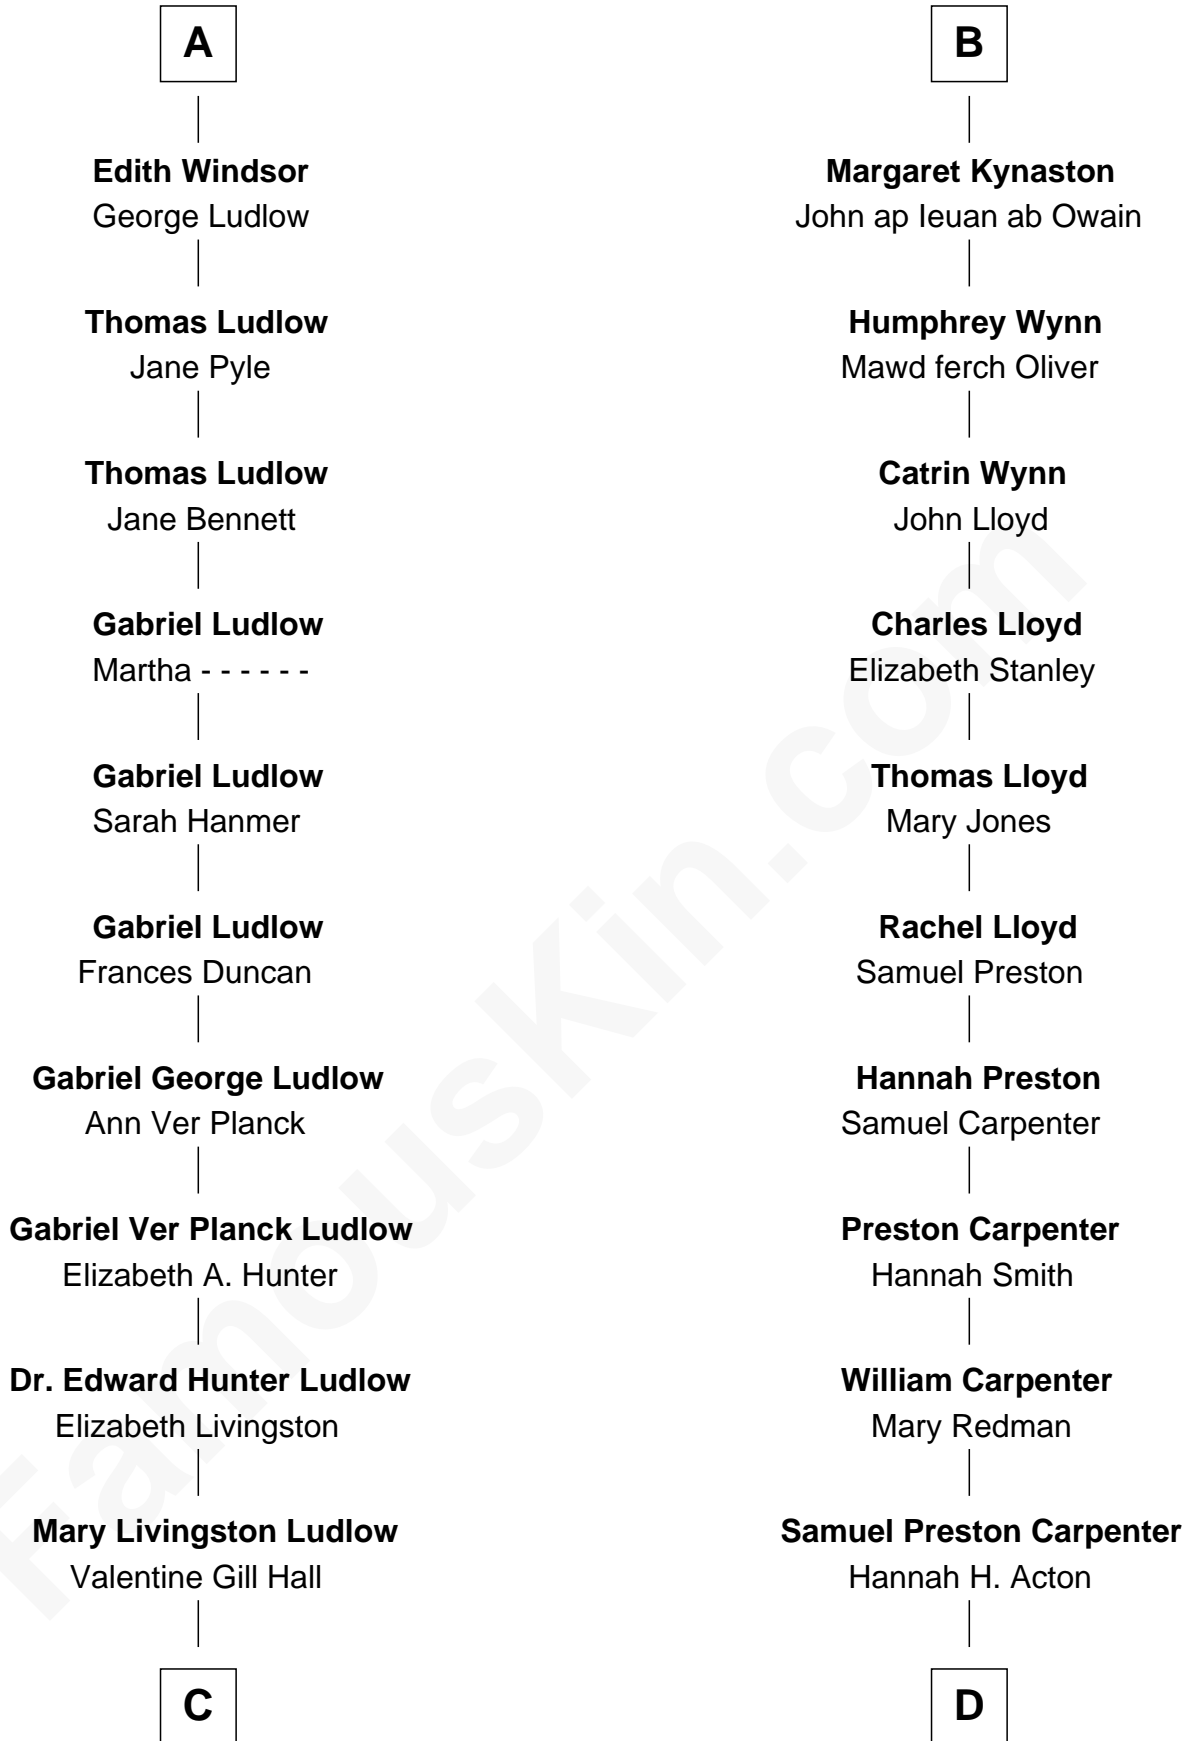 A
Edith Windsor
George Ludlow
Thomas Ludlow
Jane Pyle
Thomas Ludlow
Jane Bennett
Gabriel Ludlow
Martha - - - - - -
Gabriel Ludlow
Sarah Hanmer
Gabriel Ludlow
Frances Duncan
Gabriel George Ludlow
Ann Ver Planck
Gabriel Ver Planck Ludlow
Elizabeth A. Hunter
Dr. Edward Hunter Ludlow
Elizabeth Livingston
Mary Livingston Ludlow
Valentine Gill Hall
C
B
Margaret Kynaston
John ap Ieuan ab Owain
Humphrey Wynn
Mawd ferch Oliver
Catrin Wynn
John Lloyd
Charles Lloyd
Elizabeth Stanley
Thomas Lloyd
Mary Jones
Rachel Lloyd
Samuel Preston
Hannah Preston
Samuel Carpenter
Preston Carpenter
Hannah Smith
William Carpenter
Mary Redman
Samuel Preston Carpenter
Hannah H. Acton
D
FamousKin.com